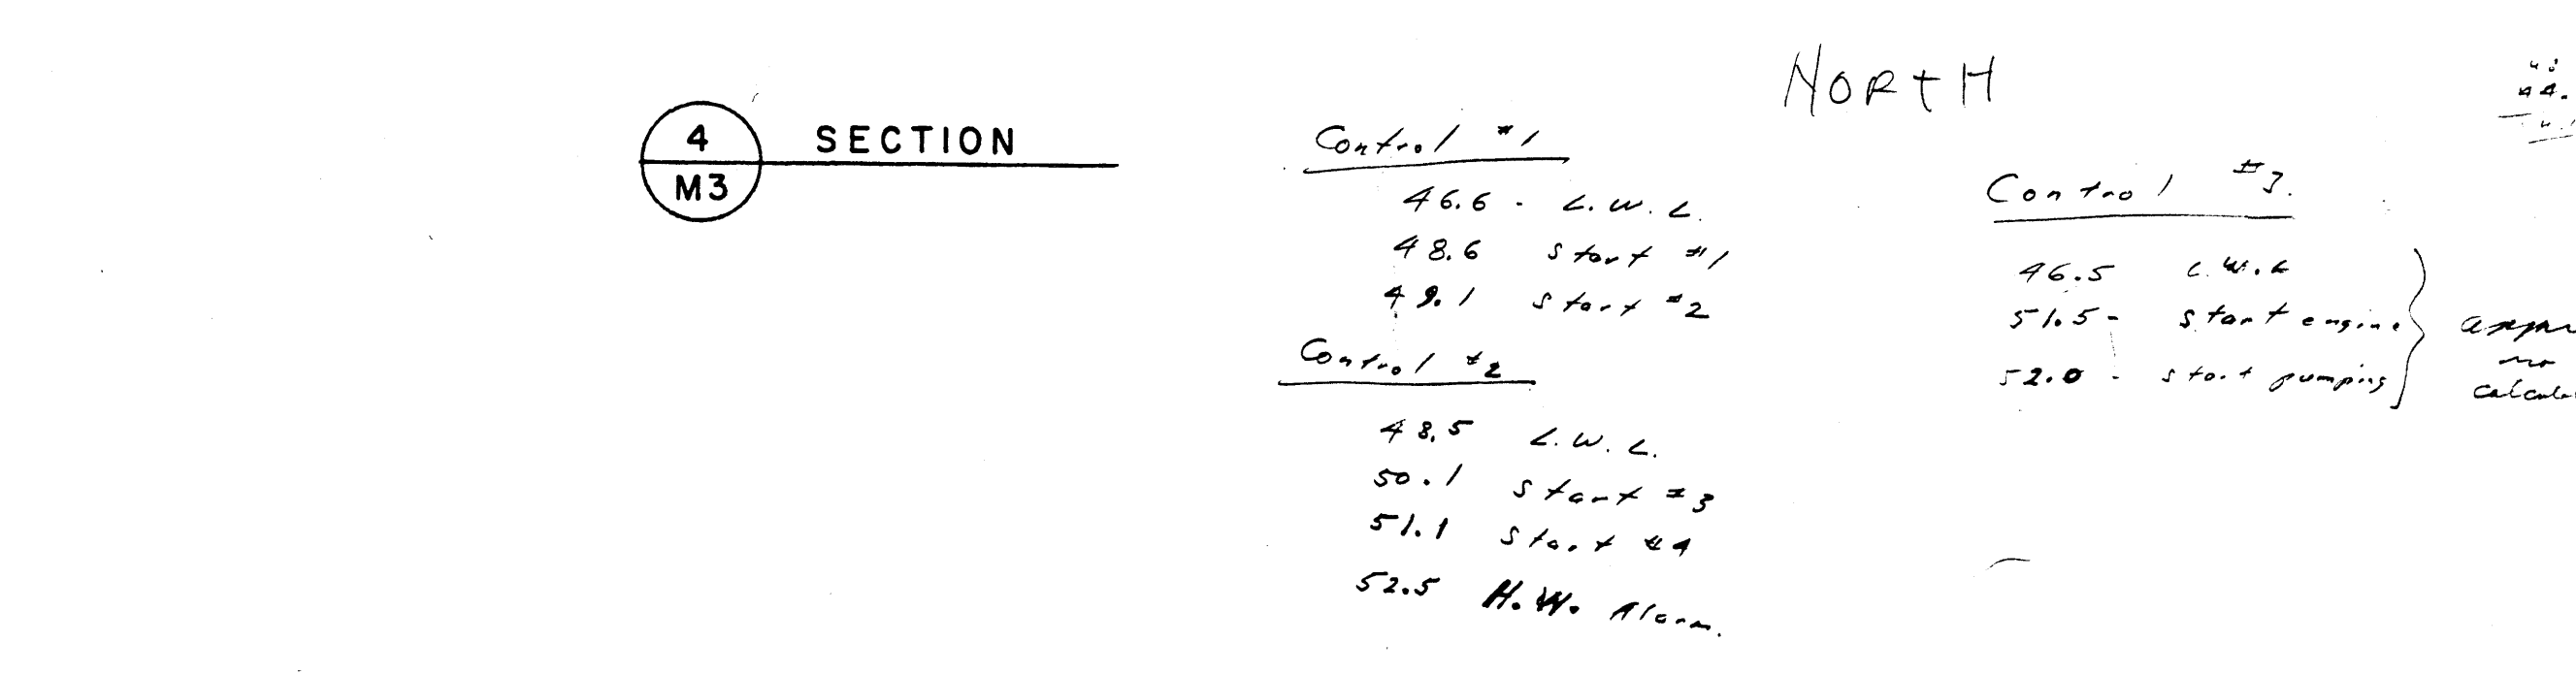 NORTH
4 SECTION
M3
Control #1
46.6 - L.W.L.
48.6 Start #1
49.1 Start #2
Control #2
48.5 L.W.L.
50.1 Start #3
51.1 Start #4
52.5 H.W. Alarm.
Control #3.
46.5 L.W.L
51.5 - Start engine
52.0 - start pumping